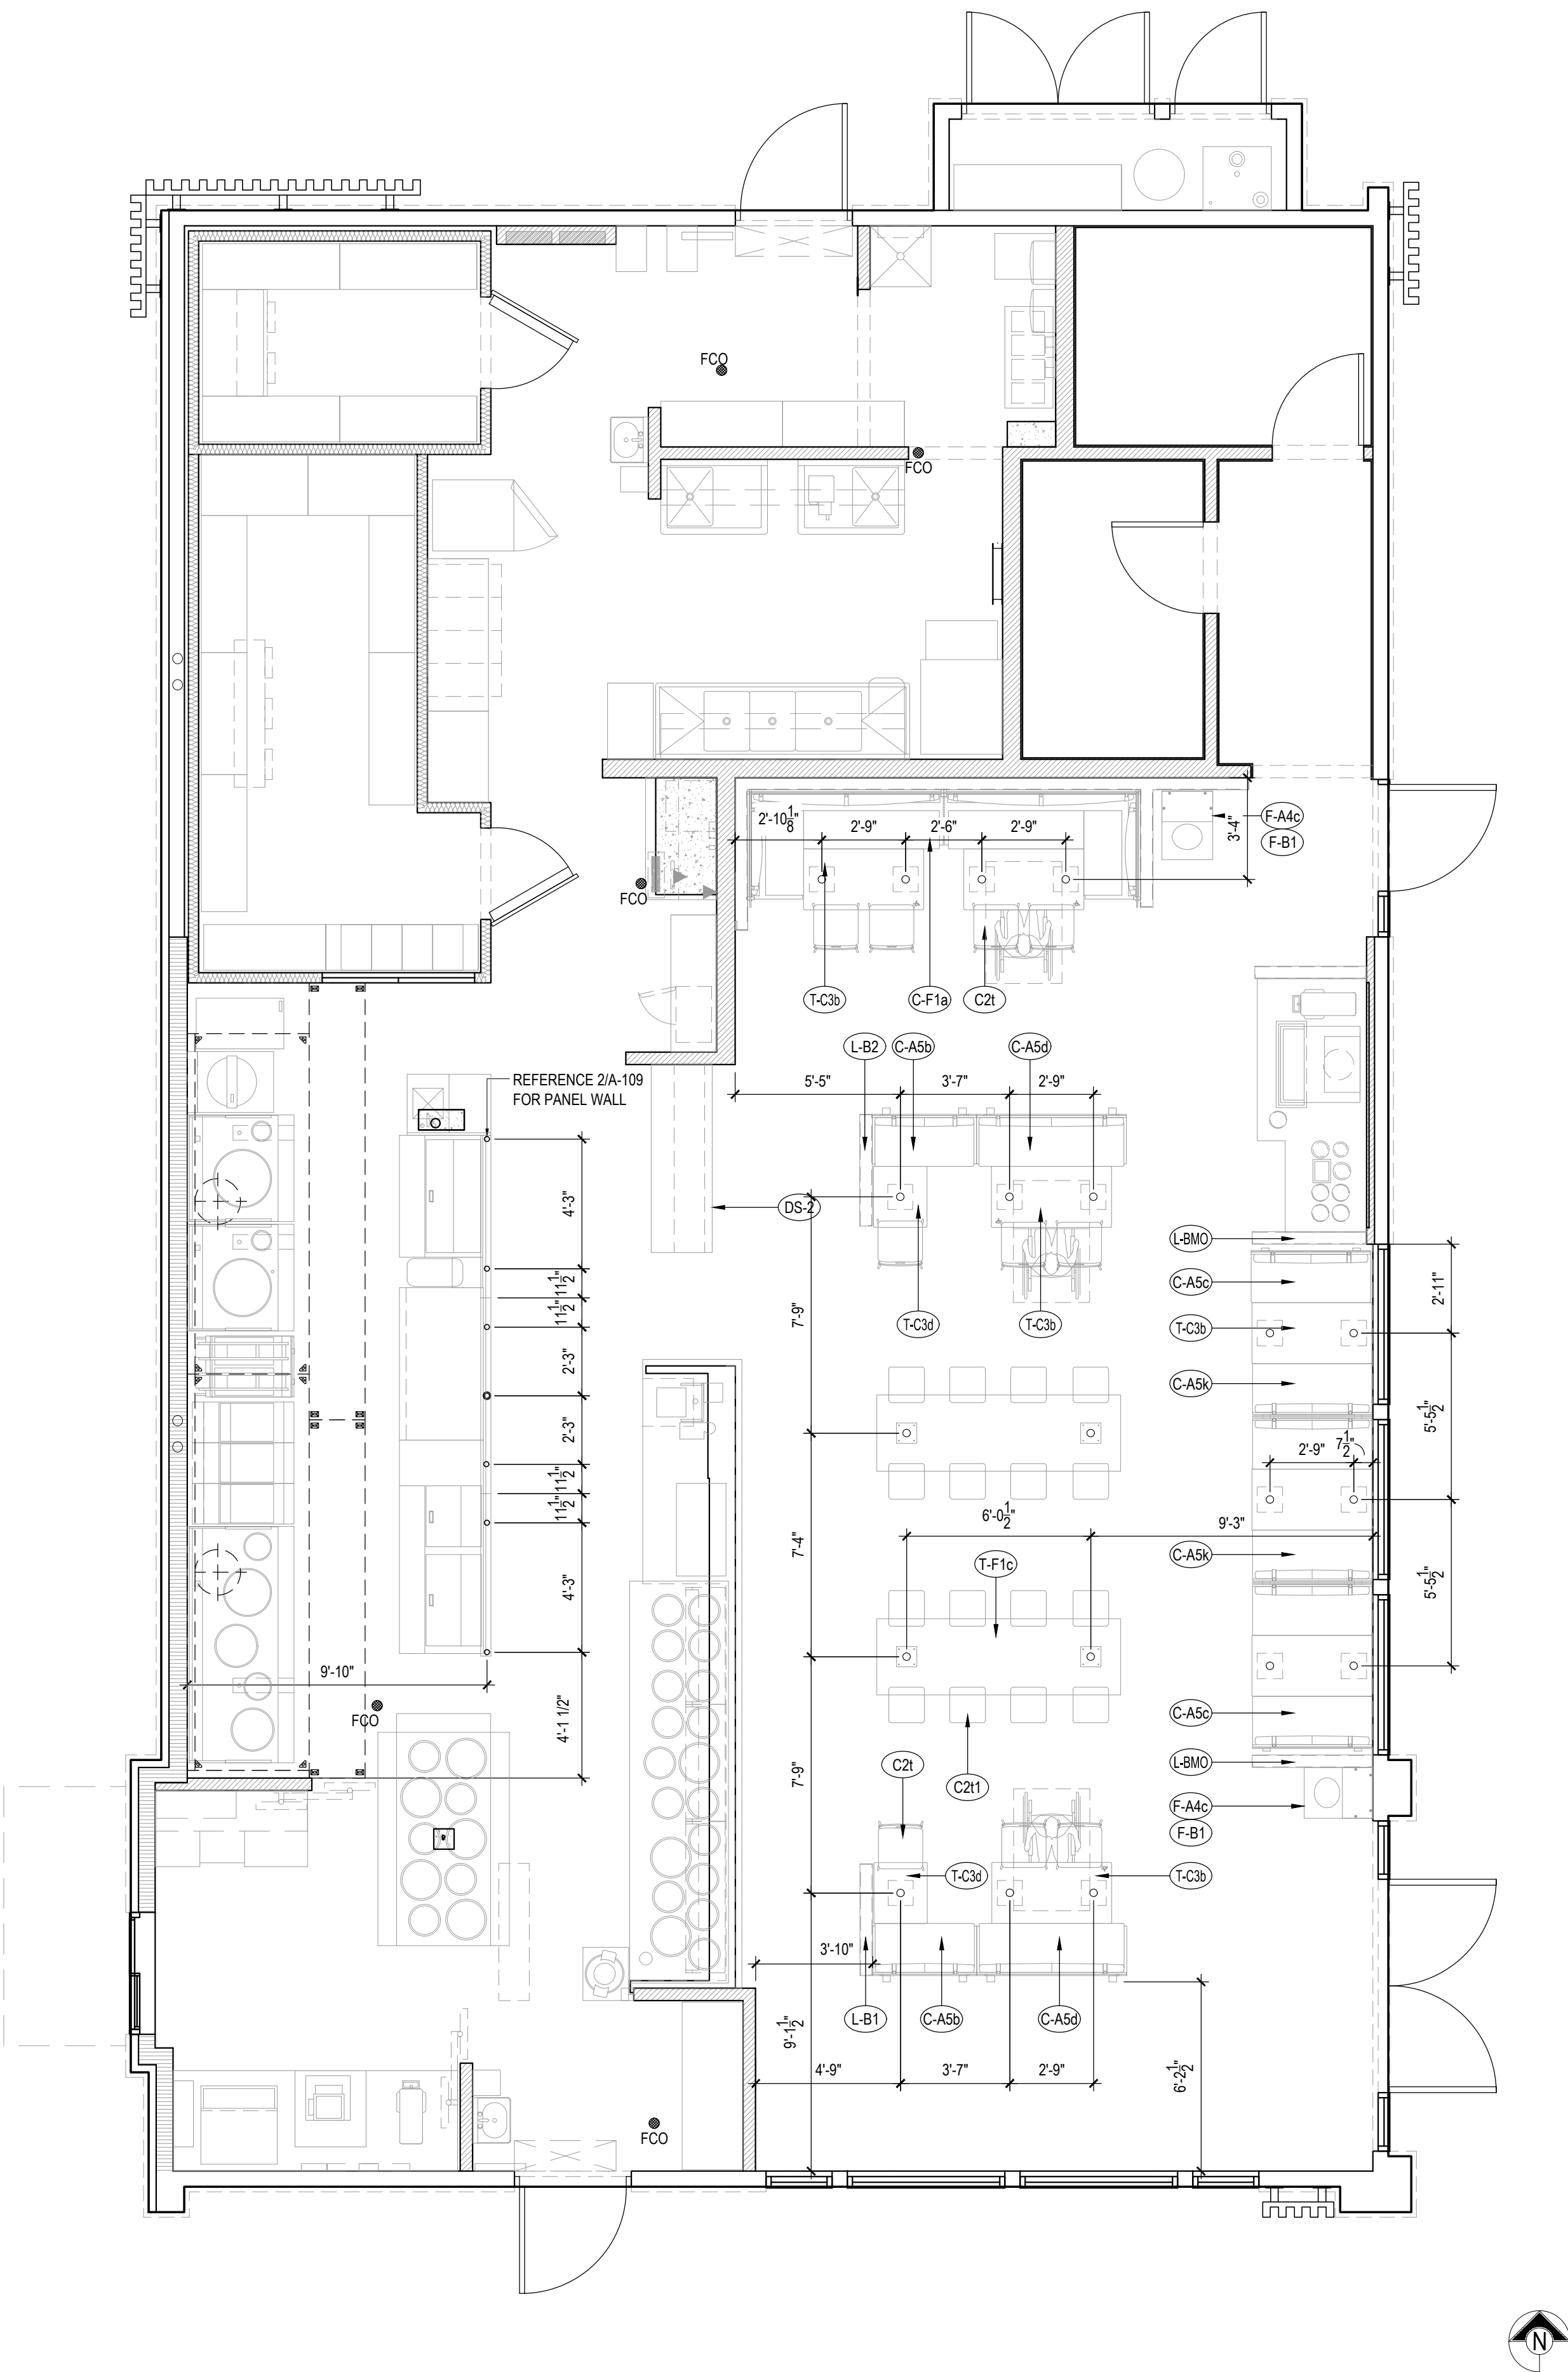 FCO
FCO
2'-10 1/8"
2'-9"
2'-6"
2'-9"
3'-4"
F-A4c
F-B1
FCO
T-C3b
C-F1a
C2t
L-B2
C-A5b
C-A5d
REFERENCE 2/A-109
FOR PANEL WALL
5'-5"
3'-7"
2'-9"
4'-3"
DS-2
L-BMO
11 1/2"
11 1/2"
C-A5c
2'-11"
7'-9"
T-C3d
T-C3b
T-C3b
2'-3"
C-A5k
5'-5 1/2"
2'-3"
2'-9"
7 1/2"
11 1/2"
11 1/2"
6'-0 1/2"
9'-3"
7'-4"
T-F1c
C-A5k
4'-3"
5'-5 1/2"
9'-10"
FCO
4'-1 1/2"
C-A5c
7'-9"
C2t
C2t1
L-BMO
F-A4c
F-B1
T-C3d
T-C3b
3'-10"
L-B1
C-A5b
C-A5d
9'-1 1/2"
4'-9"
3'-7"
2'-9"
6'-2 1/2"
FCO
N